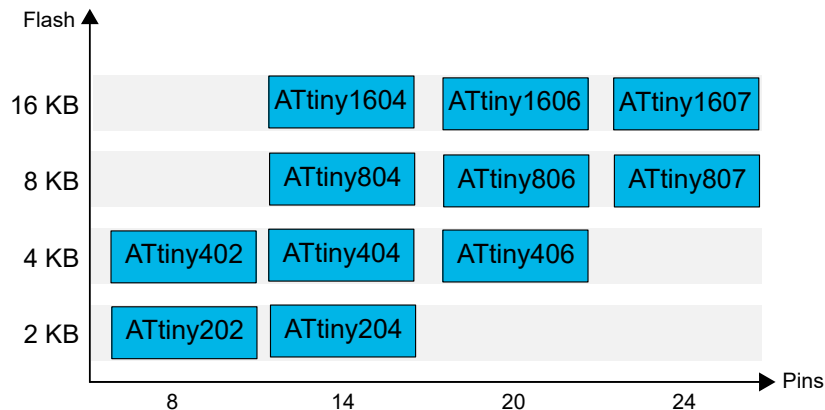 Flash
16 KB
ATtiny1604
ATtiny1606
ATtiny1607
8 KB
ATtiny804
ATtiny806
ATtiny807
4 KB
ATtiny402
ATtiny404
ATtiny406
2 KB
ATtiny202
ATtiny204
Pins
8
14
20
24